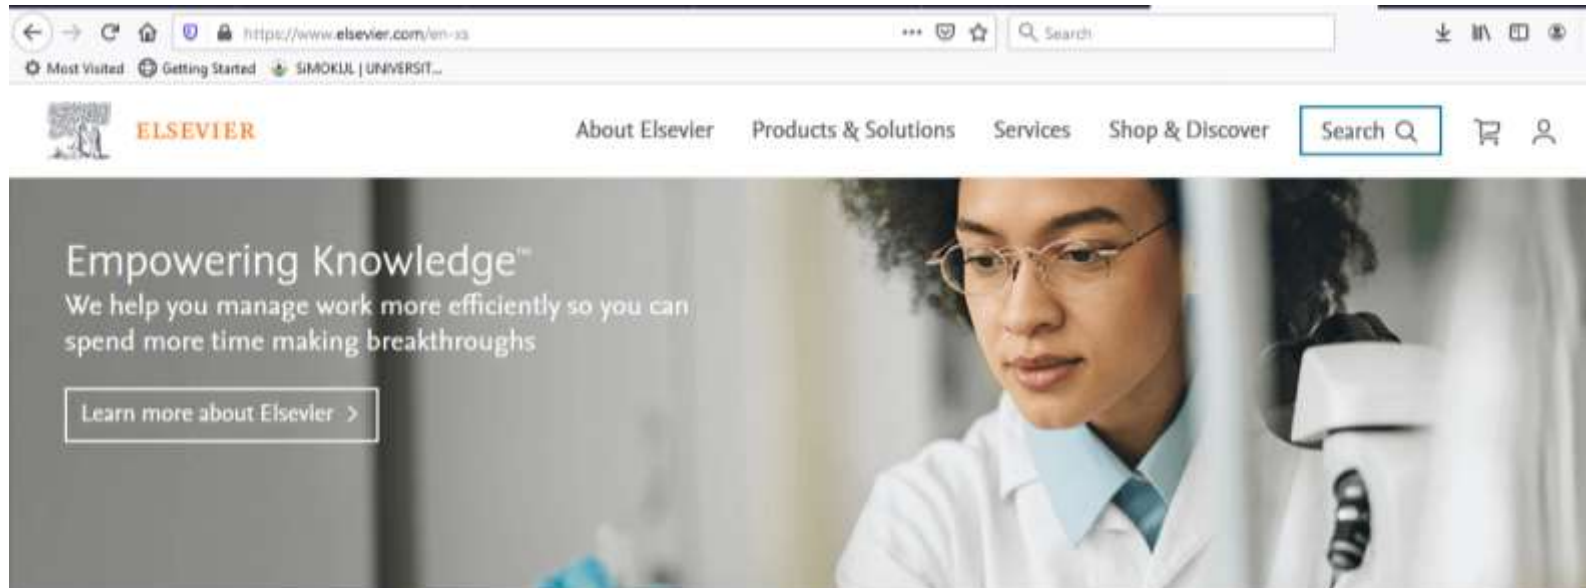 https://www.elsevier.com/en-xs
Search
Most Visited Getting Started SiMOKUL | UNIVERSIT...
ELSEVIER
About Elsevier Products & Solutions Services Shop & Discover Search
Empowering Knowledge™
We help you manage work more efficiently so you can
spend more time making breakthroughs
Learn more about Elsevier >